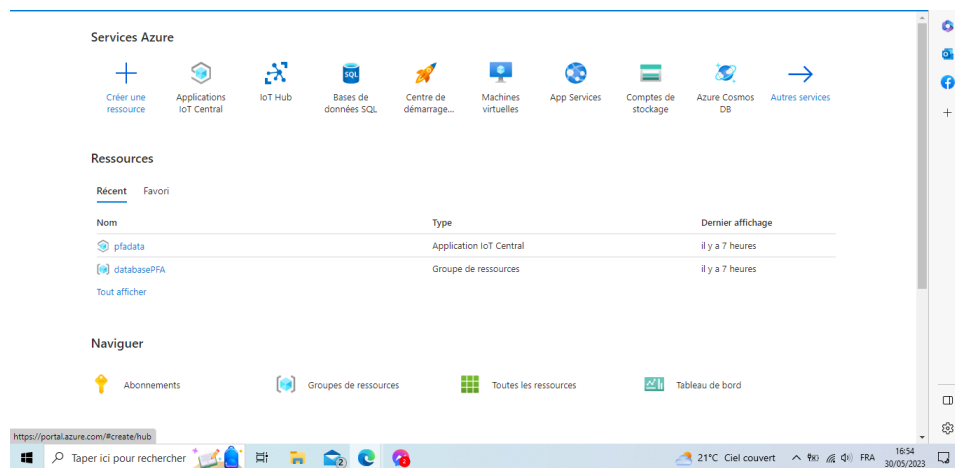 Services Azure
Créer une ressource
Applications IoT Central
IoT Hub
Bases de données SQL
Centre de démarrage...
Machines virtuelles
App Services
Comptes de stockage
Azure Cosmos DB
Autres services
Ressources
Récent Favori
Nom Type Dernier affichage
pfadata Application IoT Central il y a 7 heures
databasePFA Groupe de ressources il y a 7 heures
Tout afficher
Naviguer
Abonnements Groupes de ressources Toutes les ressources Tableau de bord
https://portal.azure.com/#create/hub
Taper ici pour rechercher 21°C Ciel couvert FRA 16:54
30/05/2023